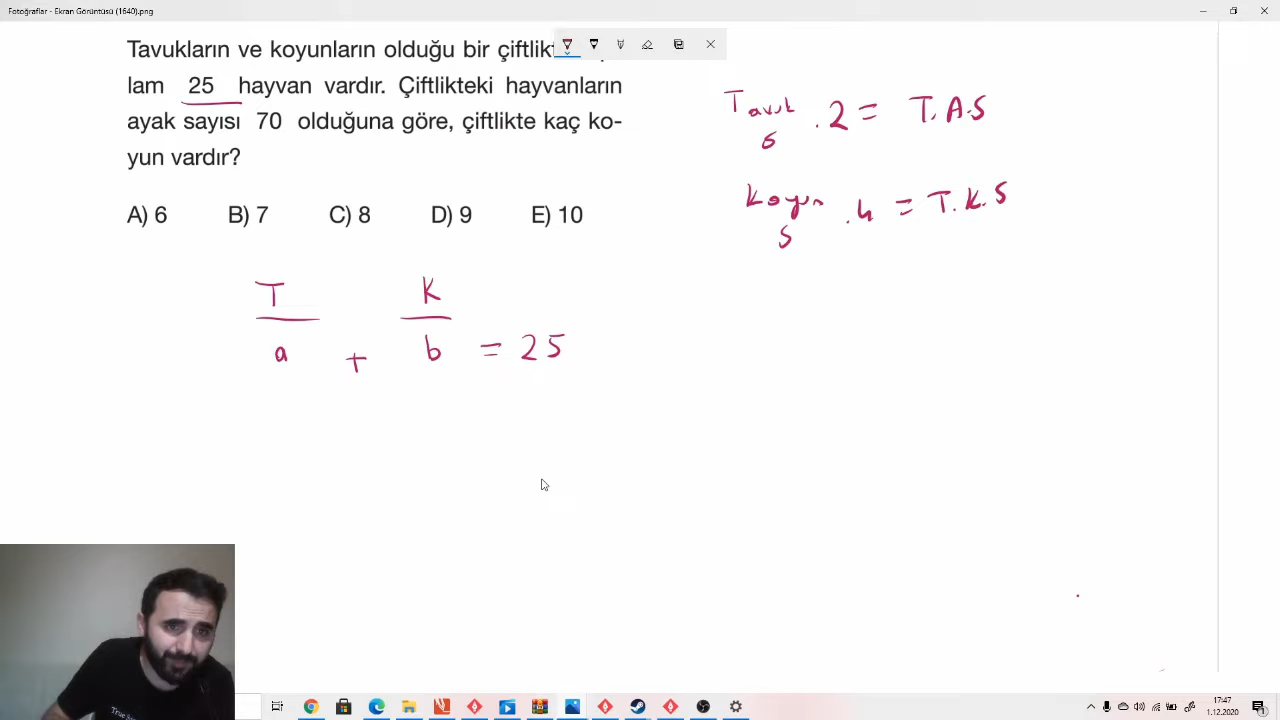 Fotoğraflar - Ekran Görüntüsü (1640).png
Tavukların ve koyunların olduğu bir çiftlikt
lam 25 hayvan vardır. Çiftlikteki hayvanların
ayak sayısı 70 olduğuna göre, çiftlikte kaç ko-
yun vardır?
A) 6 B) 7 C) 8 D) 9 E) 10
Tavuk . 2 = T.A.S
S
Koyun . 4 = T.K.S
S
T K
a + b = 25
True
17:47
1.12.2020